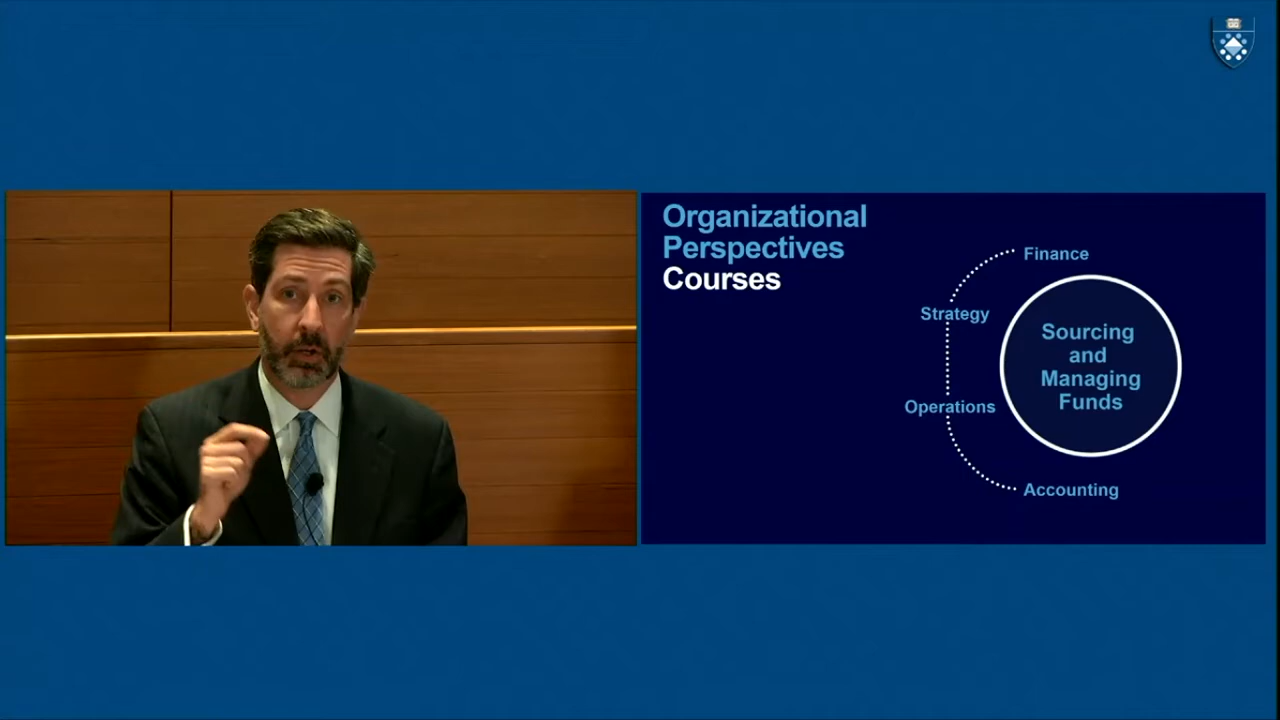 Organizational
Perspectives
Courses
Finance
Strategy
Sourcing
and
Managing
Funds
Operations
Accounting